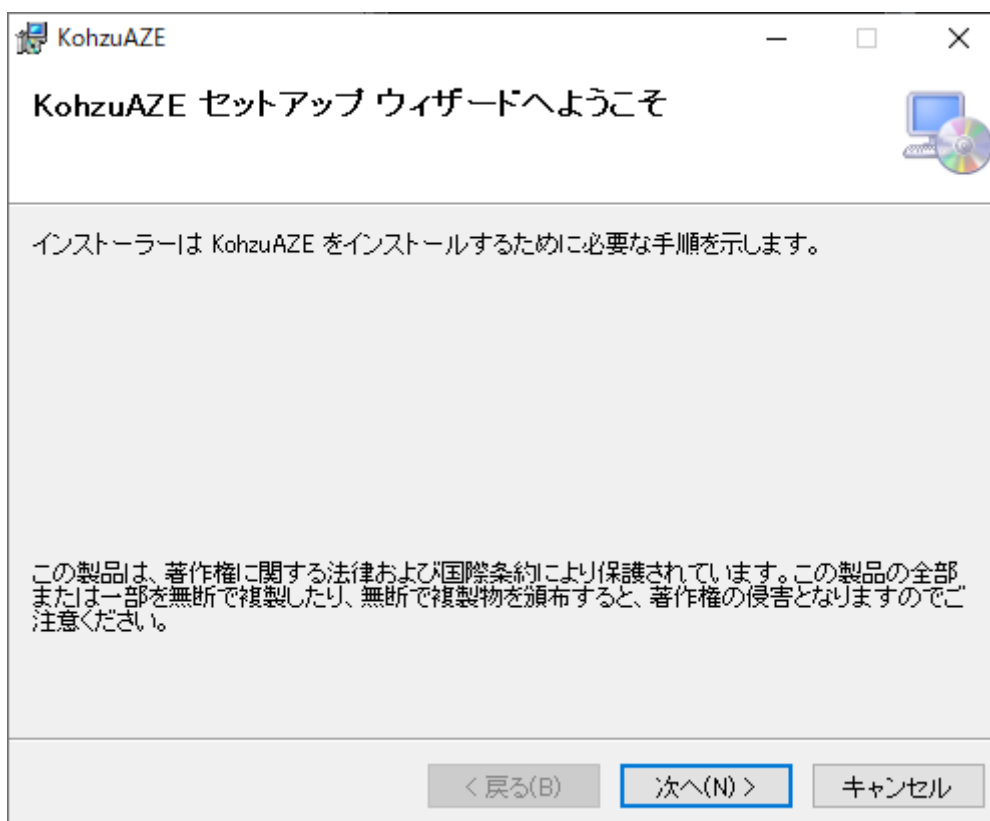 KohzuAZE
KohzuAZE セットアップ ウィザードへようこそ
インストーラーは KohzuAZE をインストールするために必要な手順を示します。
この製品は、著作権に関する法律および国際条約により保護されています。この製品の全部
または一部を無断で複製したり、無断で複製物を頒布すると、著作権の侵害となりますのでご
注意ください。
< 戻る(B)
次へ(N) >
キャンセル